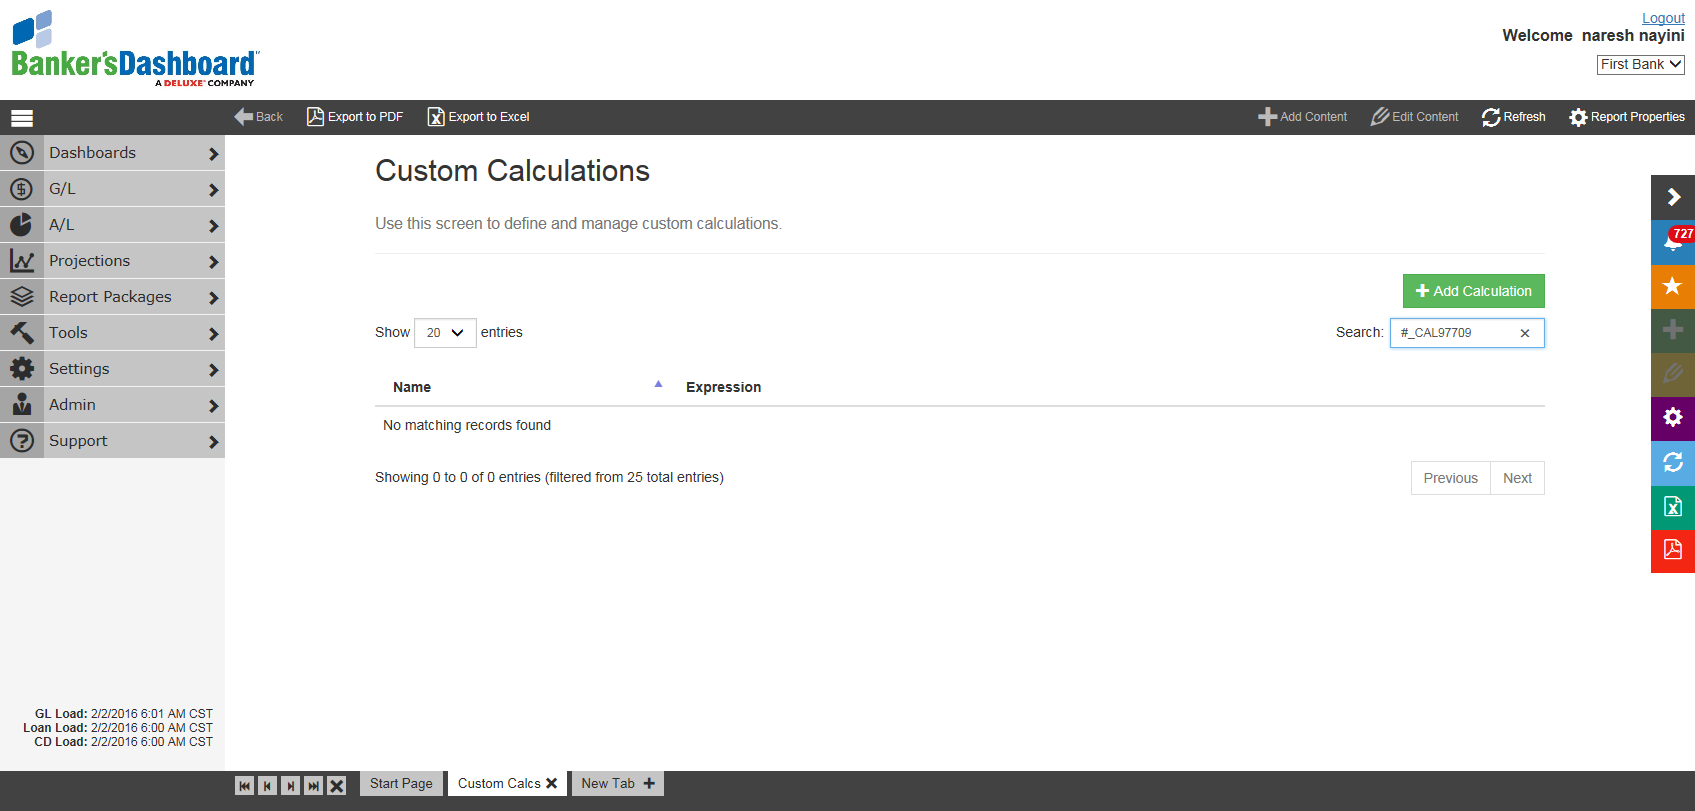 Logout
Welcome naresh nayini
First Bank
Banker'sDashboard
A DELUXE COMPANY
Back
Export to PDF
Export to Excel
Add Content
Edit Content
Refresh
Report Properties
Dashboards
G/L
A/L
Projections
Report Packages
Tools
Settings
Admin
Support
Custom Calculations
Use this screen to define and manage custom calculations.
727
Add Calculation
Show 20 entries
Search: #_CAL97709
Name Expression
No matching records found
Showing 0 to 0 of 0 entries (filtered from 25 total entries)
Previous Next
GL Load: 2/2/2016 6:01 AM CST
Loan Load: 2/2/2016 6:00 AM CST
CD Load: 2/2/2016 6:00 AM CST
Start Page
Custom Calcs
New Tab